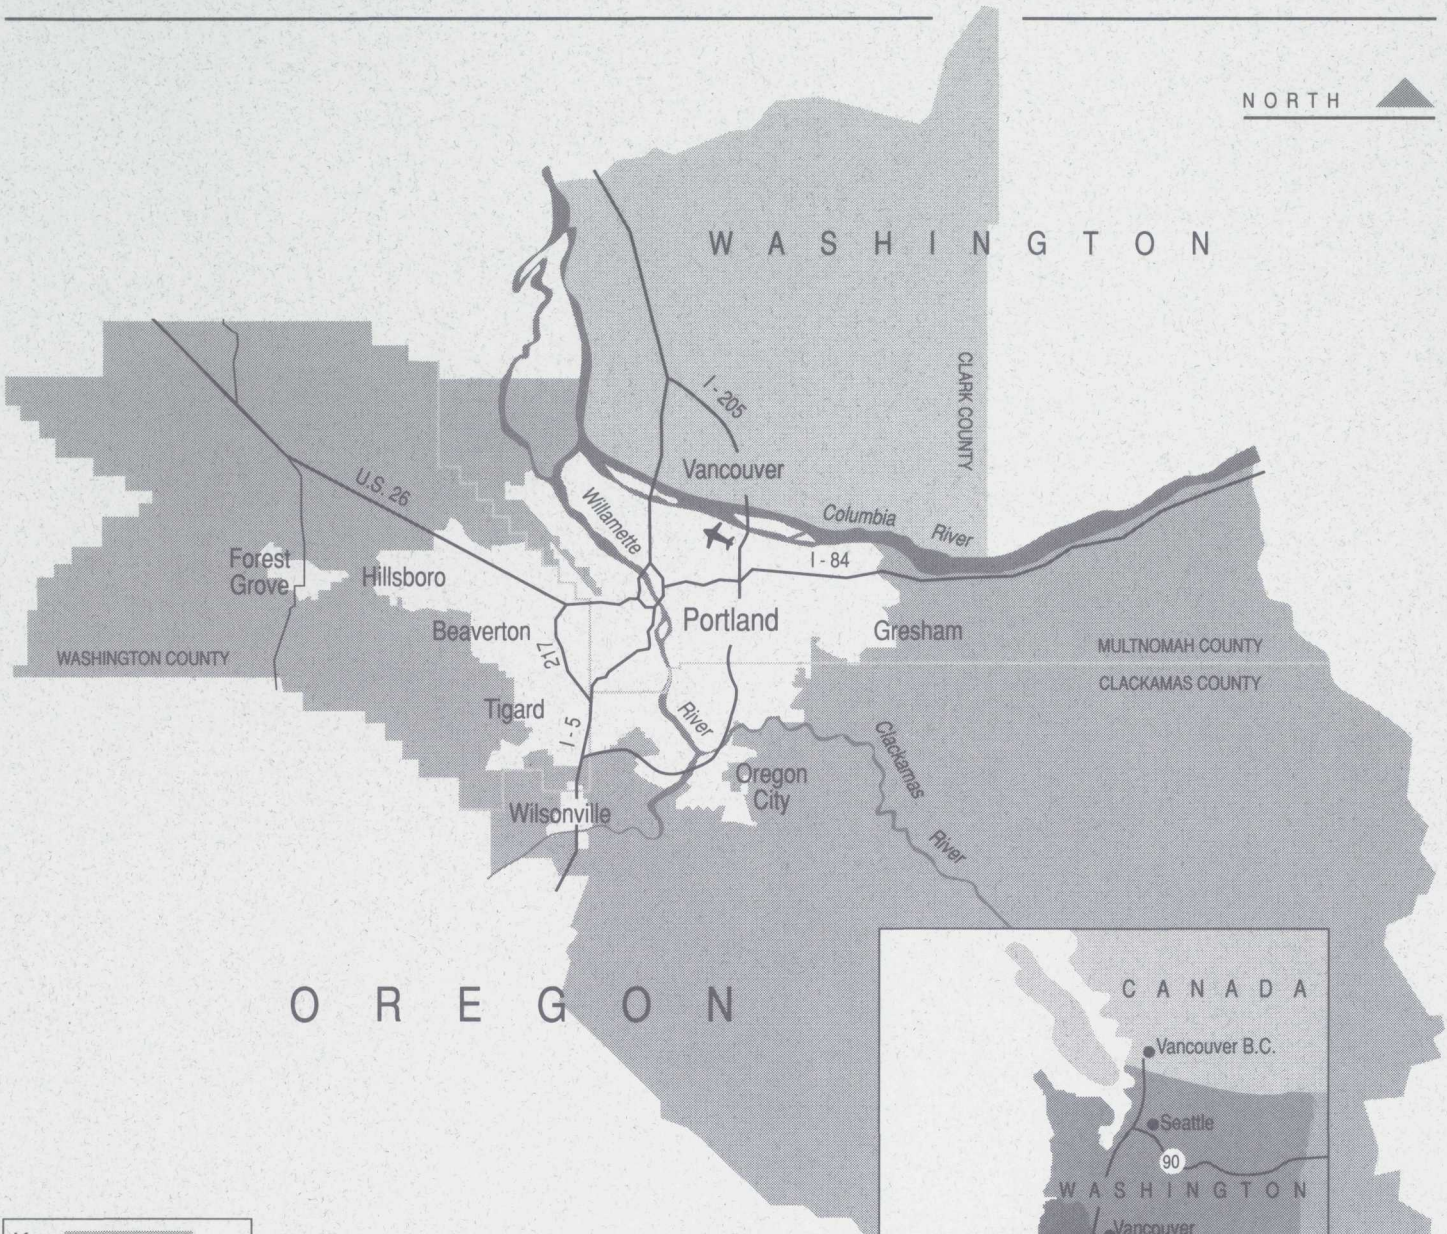 NORTH
WASHINGTON
CLARK COUNTY
I - 205
Vancouver
U.S. 26
Willamette
Columbia
River
I - 84
Forest
Grove
Hillsboro
Portland
Beaverton
Gresham
217
WASHINGTON COUNTY
MULTNOMAH COUNTY
CLACKAMAS COUNTY
Tigard
I - 5
River
Clackamas
River
Oregon
City
Wilsonville
OREGON
CANADA
Vancouver B.C.
Seattle
90
WASHINGTON
Vancouver